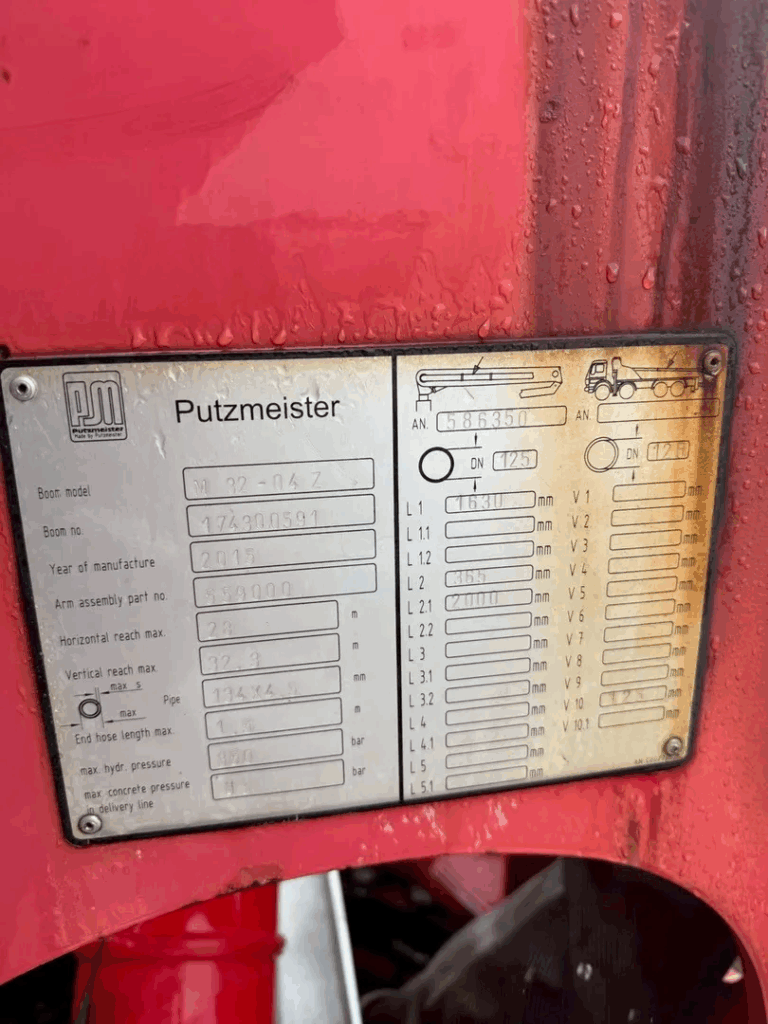 PM
Putzmeister
Made by Putzmeister
Putzmeister
Boom model
Boom no. 174300591
Year of manufacture 2015
Arm assembly part no.
Horizontal reach max. m
Vertical reach max. m
max s
max
Pipe mm
End hose length max. m
max. hydr. pressure bar
max. concrete pressure bar
in delivery line
AN. 586350
DN 125
L 1 1630 mm
L 1.1 mm
L 1.2 mm
L 2 365 mm
L 2.1 2000 mm
L 2.2 mm
L 3 mm
L 3.1 mm
L 3.2 mm
L 4 mm
L 4.1 mm
L 5 mm
L 5.1 mm
AN.
DN
V 1 mm
V 2 mm
V 3 mm
V 4 mm
V 5 mm
V 6 mm
V 7 mm
V 8 mm
V 9 mm
V 10 125 mm
V 10.1 mm